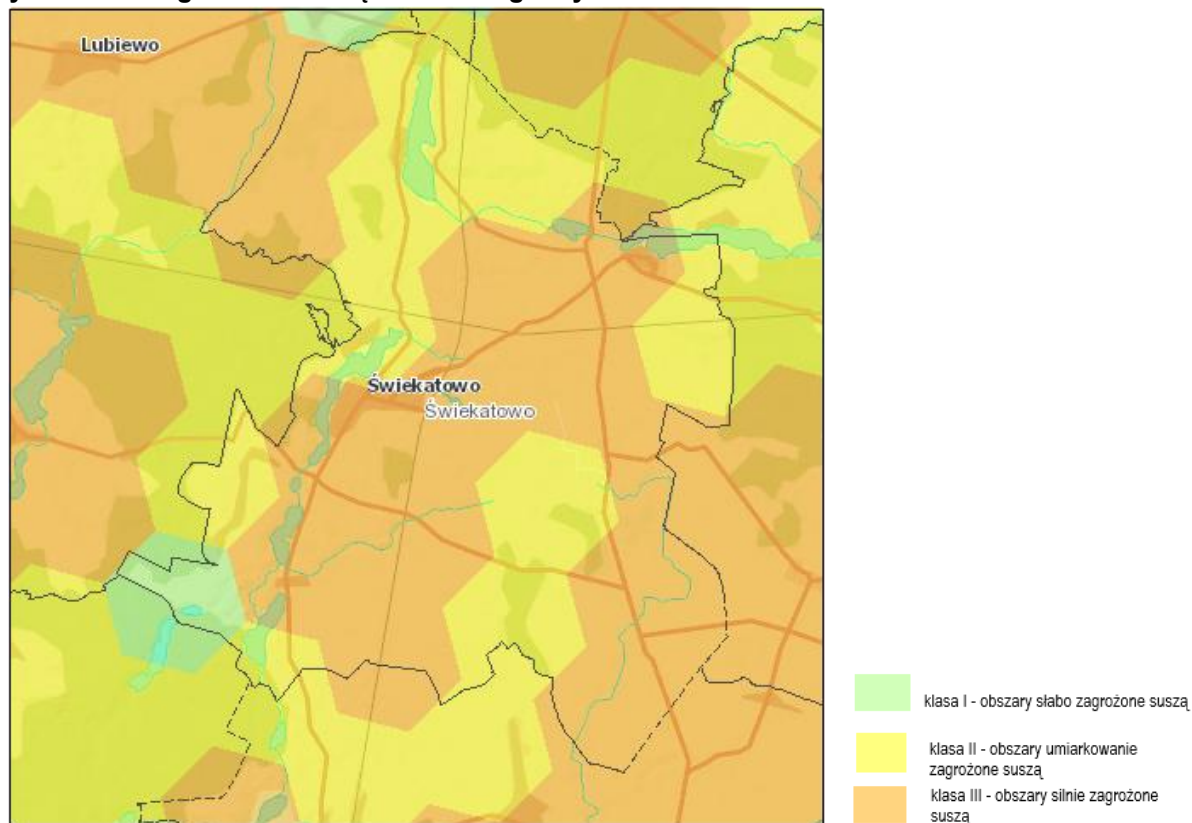 Lubiewo
Świekatowo
Świekatowo
klasa I - obszary słabo zagrożone suszą
klasa II - obszary umiarkowanie
zagrożone suszą
klasa III - obszary silnie zagrożone
suszą